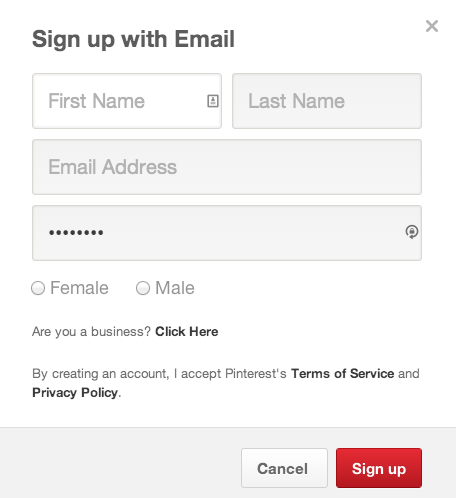 Sign up with Email
First Name
Last Name
Email Address
••••••••
Female
Male
Are you a business? Click Here
By creating an account, I accept Pinterest's Terms of Service and
Privacy Policy.
Cancel
Sign up